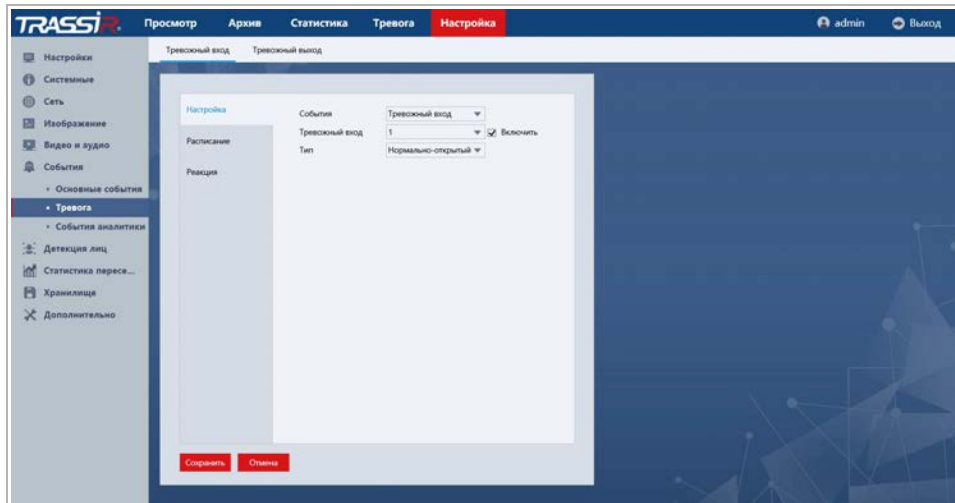 TRASSIR
Просмотр Архив Статистика Тревога Настройка admin Выход
Тревожный вход Тревожный выход
Настройки
Системные
Сеть
Изображение
Видео и аудио
События
Основные события
Тревога
События аналитики
Детекция лиц
Статистика пересе...
Хранилище
Дополнительно
Настройка
Расписание
Реакция
События Тревожный вход
Тревожный вход 1 Включить
Тип Нормально-открытый
Сохранить Отмена